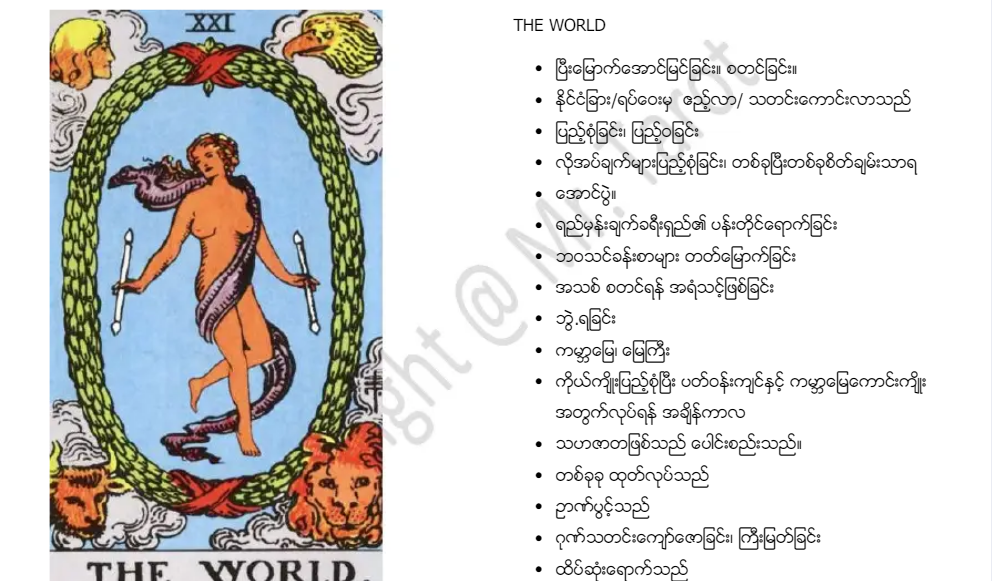 XXI
THE WORLD.
THE WORLD
• ပြီးမြောက်အောင်မြင်ခြင်း။ စတင်ခြင်း။
• နိုင်ငံခြား/ရပ်ဝေးမှ ဧည့်လာ/ သတင်းကောင်းလာသည်
• ပြည့်စုံခြင်း၊ ပြည့်ဝခြင်း
• လိုအပ်ချက်များပြည့်စုံခြင်း၊ တစ်ခုပြီးတစ်ခုစိတ်ချမ်းသာရ
• အောင်ပွဲ။
• ရည်မှန်းချက်ခရီးရှည်၏ ပန်းတိုင်ရောက်ခြင်း
• ဘဝသင်ခန်းစာများ တတ်မြောက်ခြင်း
• အသစ် စတင်ရန် အရံသင့်ဖြစ်ခြင်း
• ဘွဲ.ရခြင်း
• ကမ္ဘာမြေ၊ မြေကြီး
• ကိုယ်ကျိုးပြည့်စုံပြီး ပတ်ဝန်းကျင်နှင့် ကမ္ဘာမြေကောင်းကျိုး
အတွက်လုပ်ရန် အချိန်ကာလ
• သဟဇာတဖြစ်သည် ပေါင်းစည်းသည်။
• တစ်ခုခု ထုတ်လုပ်သည်
• ဉာဏ်ပွင့်သည်
• ဂုဏ်သတင်းကျော်ဇောခြင်း၊ ကြီးမြတ်ခြင်း
• ထိပ်ဆုံးရောက်သည်
ght @ Mr. Tarot